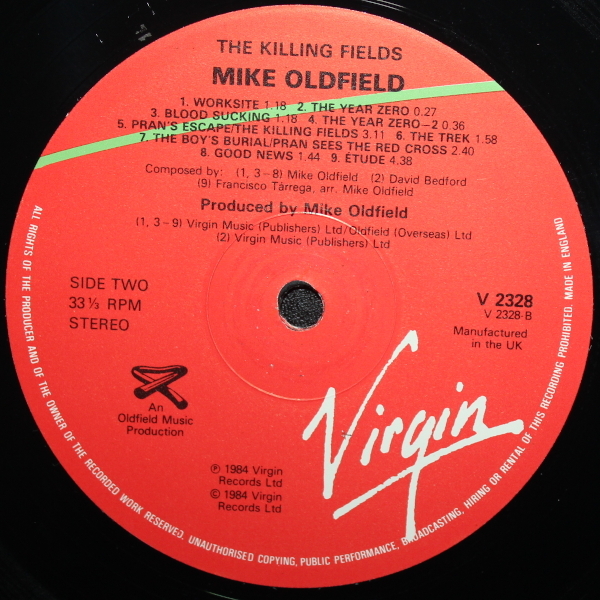 THE KILLING FIELDS
MIKE OLDFIELD
1. WORKSITE 1.18 2. THE YEAR ZERO 0.27
3. BLOOD SUCKING 1.18 4. THE YEAR ZERO–2 0.36
5. PRAN'S ESCAPE/THE KILLING FIELDS 3.11 6. THE TREK 1.58
7. THE BOY'S BURIAL/PRAN SEES THE RED CROSS 2.40
8. GOOD NEWS 1.44 9. ÉTUDE 4.38
Composed by: (1, 3–8) Mike Oldfield (2) David Bedford
(9) Francisco Tárrega, arr. Mike Oldfield
Produced by Mike Oldfield
(1, 3–9) Virgin Music (Publishers) Ltd/Oldfield (Overseas) Ltd
(2) Virgin Music (Publishers) Ltd
SIDE TWO
33⅓ RPM
STEREO
V 2328
V 2328-B
Manufactured
in the UK
An
Oldfield Music
Production
Virgin
℗ 1984 Virgin
Records Ltd
© 1984 Virgin
Records Ltd
ALL RIGHTS OF THE PRODUCER AND OF THE OWNER OF THE RECORDED WORK RESERVED. UNAUTHORISED COPYING, PUBLIC PERFORMANCE, BROADCASTING, HIRING OR RENTAL OF THIS RECORDING PROHIBITED. MADE IN ENGLAND